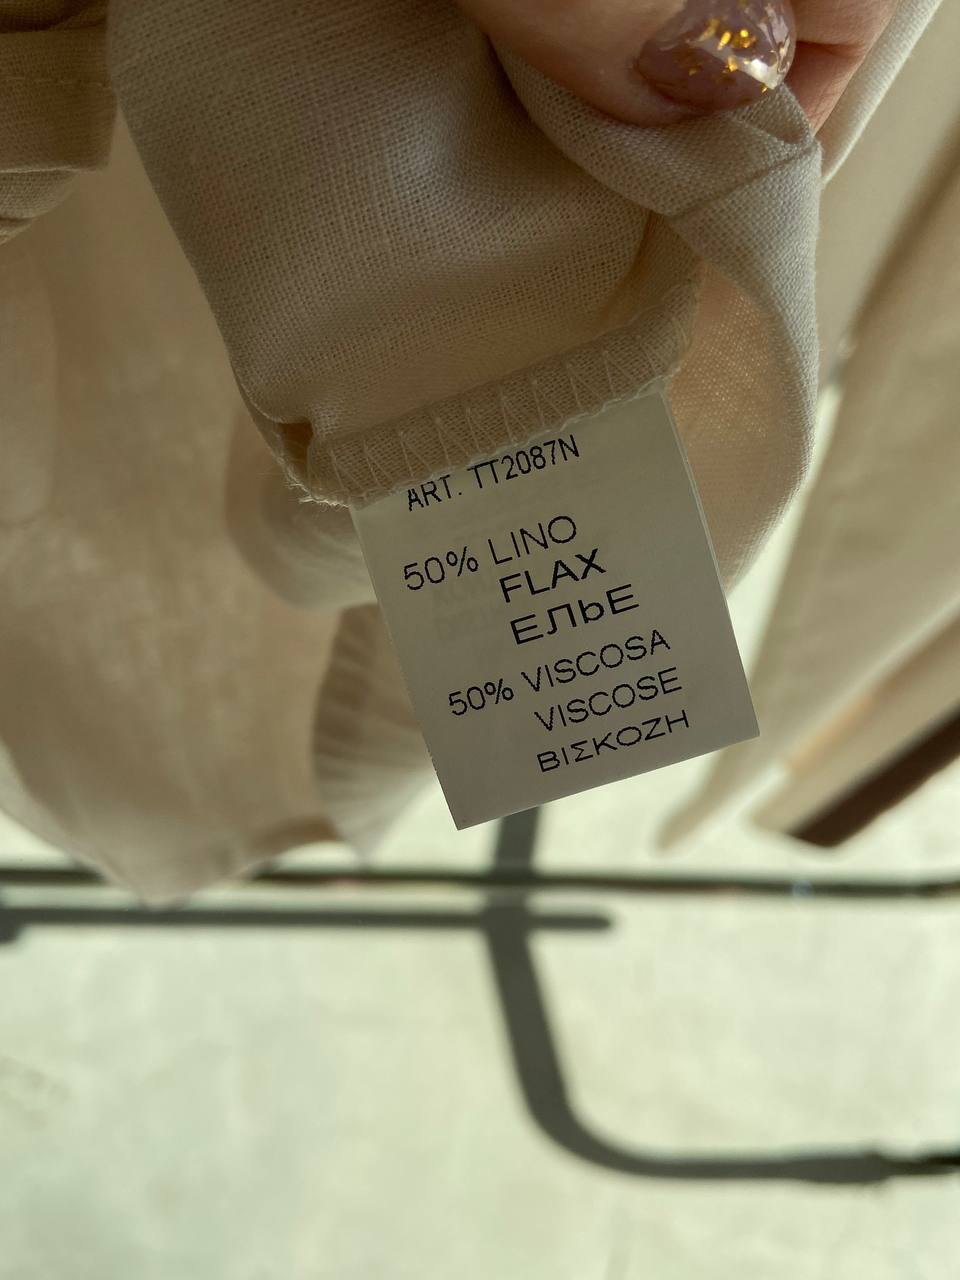 ART. TT2087N
50% LINO
FLAX
ЕЛЬЕ
50% VISCOSA
VISCOSE
ΒΙΣΚΟΖΗ